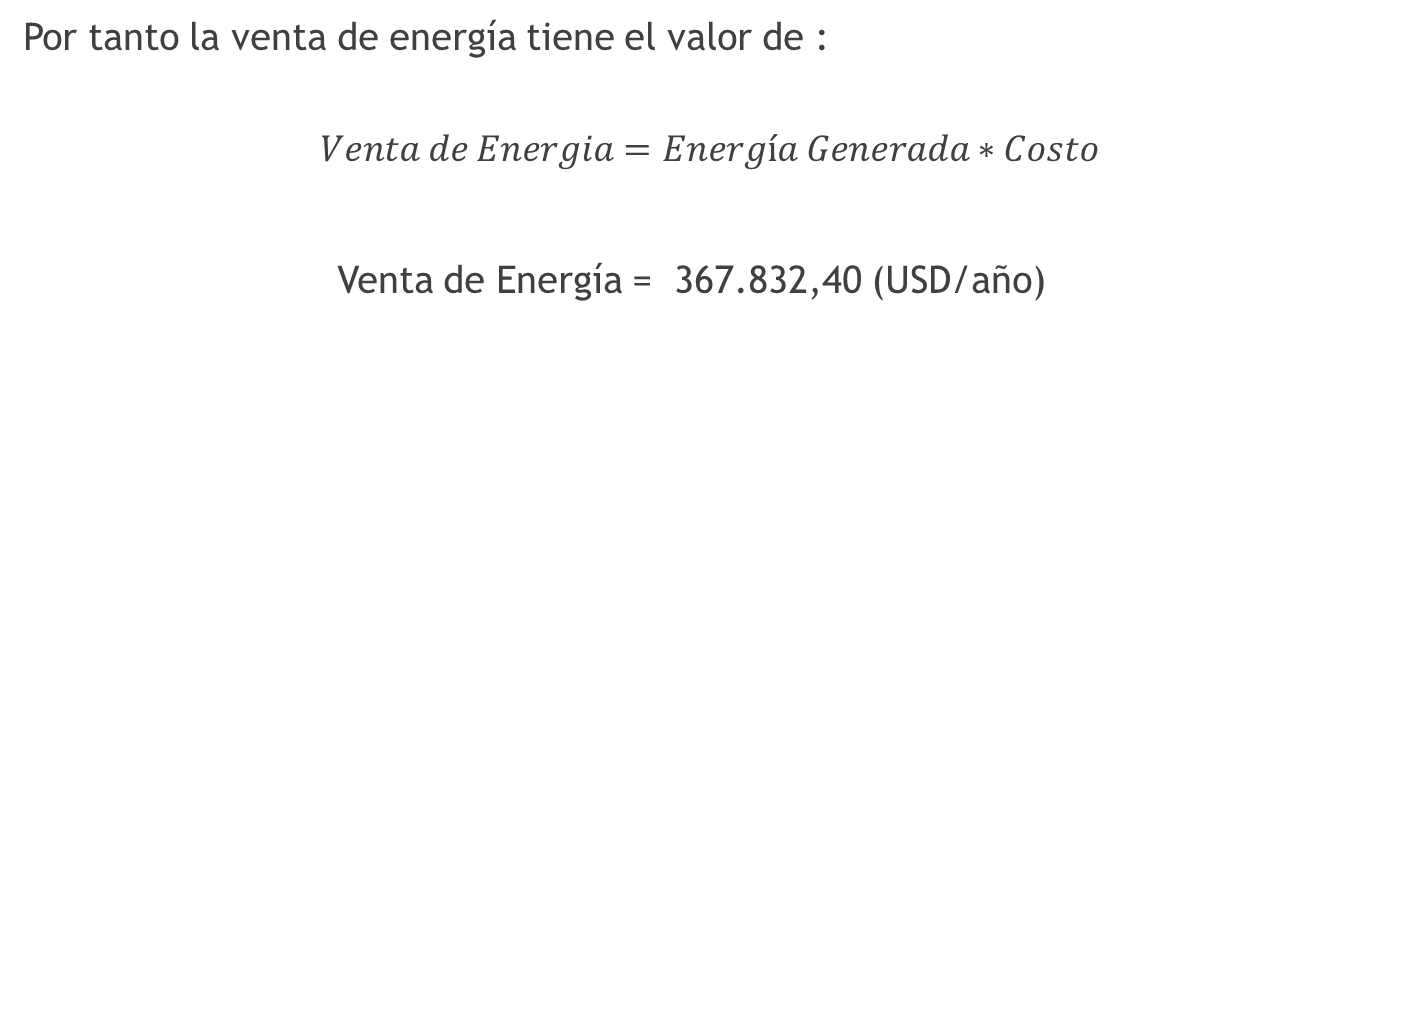 Por tanto la venta de energía tiene el valor de :
Venta de Energia = Energía Generada ∗ Costo
Venta de Energía = 367.832,40 (USD/año)